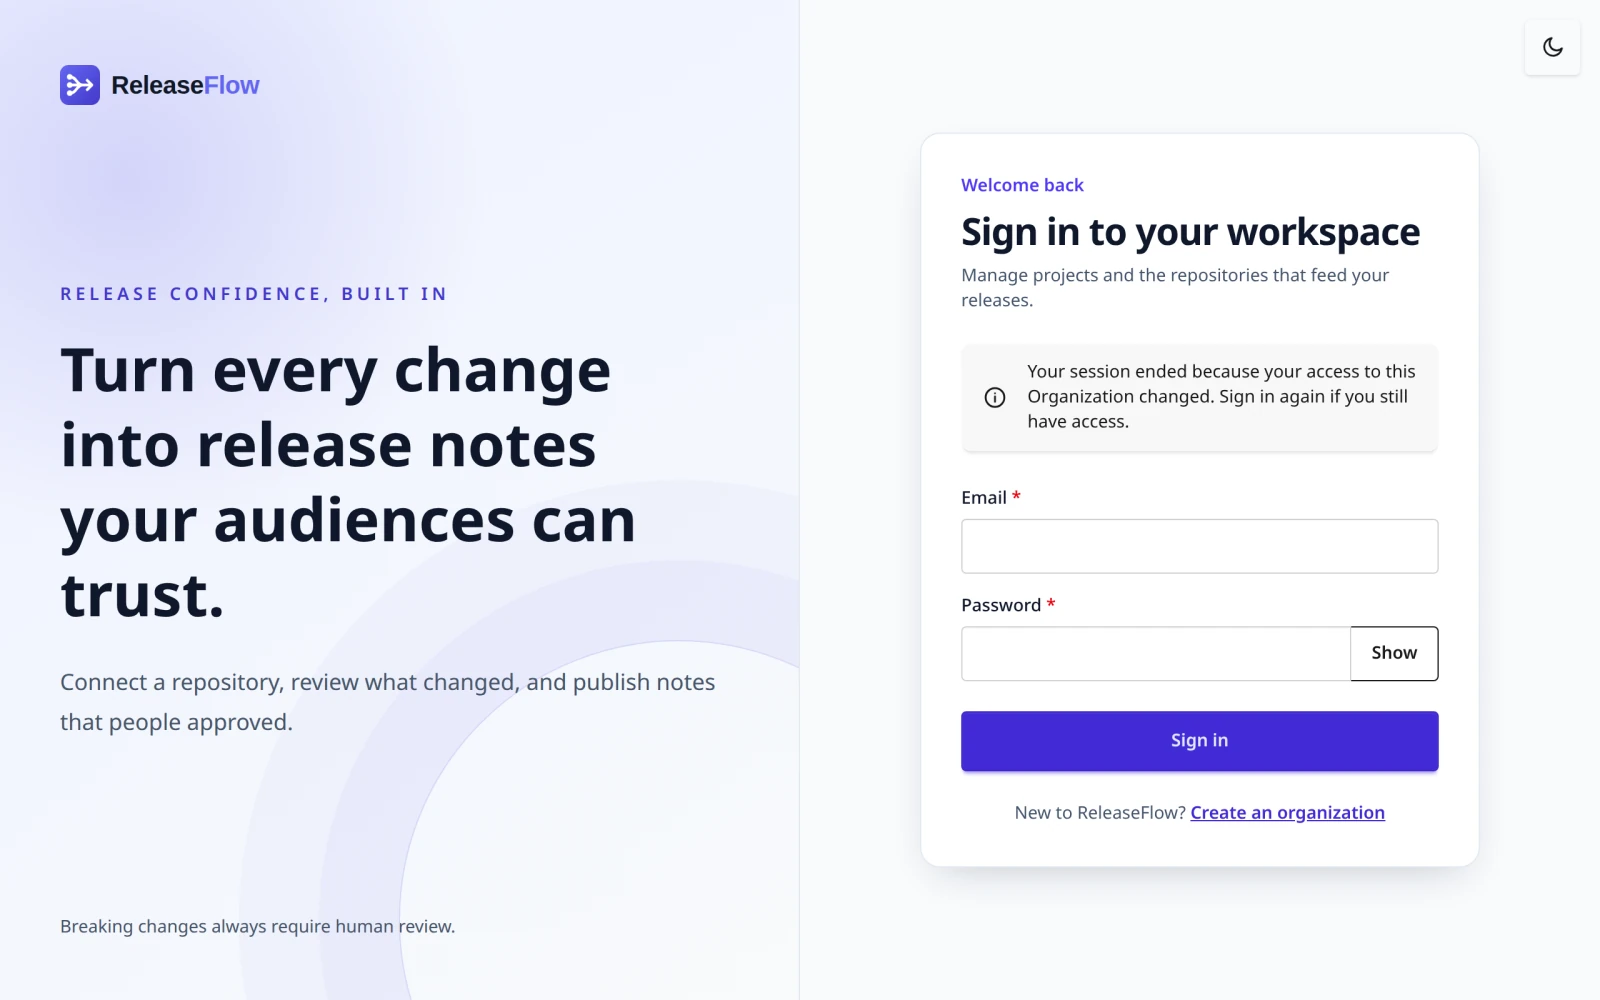 ReleaseFlow
RELEASE CONFIDENCE, BUILT IN
Turn every change
into release notes
your audiences can
trust.
Connect a repository, review what changed, and publish notes
that people approved.
Breaking changes always require human review.
Welcome back
Sign in to your workspace
Manage projects and the repositories that feed your
releases.
Your session ended because your access to this
Organization changed. Sign in again if you still
have access.
Email *
Password *
Show
Sign in
New to ReleaseFlow? Create an organization